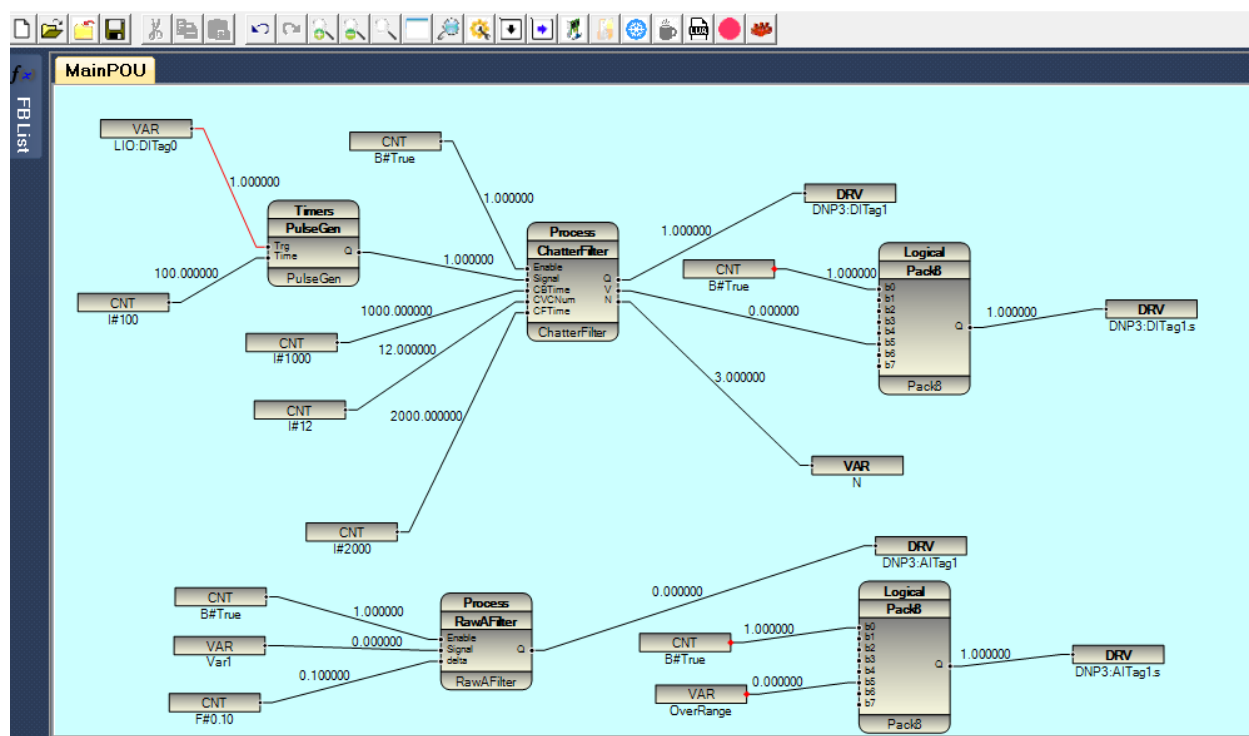 LUA
MainPOU
f(x)
FB List
VAR
LIO:DITag0
1.000000
Timers
PulseGen
Trg
Time
Q
PulseGen
100.000000
CNT
I#100
CNT
B#True
1.000000
1.000000
Process
ChatterFilter
Enable
Signal
CBTime
CVCNum
CFTime
Q
V
N
ChatterFilter
1000.000000
CNT
I#1000
12.000000
CNT
I#12
2000.000000
CNT
I#2000
1.000000
DRV
DNP3:DITag1
CNT
B#True
1.000000
0.000000
Logical
Pack8
b0
b1
b2
b3
b4
b5
b6
b7
Q
Pack8
1.000000
DRV
DNP3:DITag1.s
3.000000
VAR
N
CNT
B#True
1.000000
VAR
Var1
0.000000
0.100000
CNT
F#0.10
Process
RawAFilter
Enable
Signal
delta
Q
RawAFilter
0.000000
DRV
DNP3:AITag1
CNT
B#True
1.000000
VAR
OverRange
0.000000
Logical
Pack8
b0
b1
b2
b3
b4
b5
b6
b7
Q
Pack8
1.000000
DRV
DNP3:AITag1.s